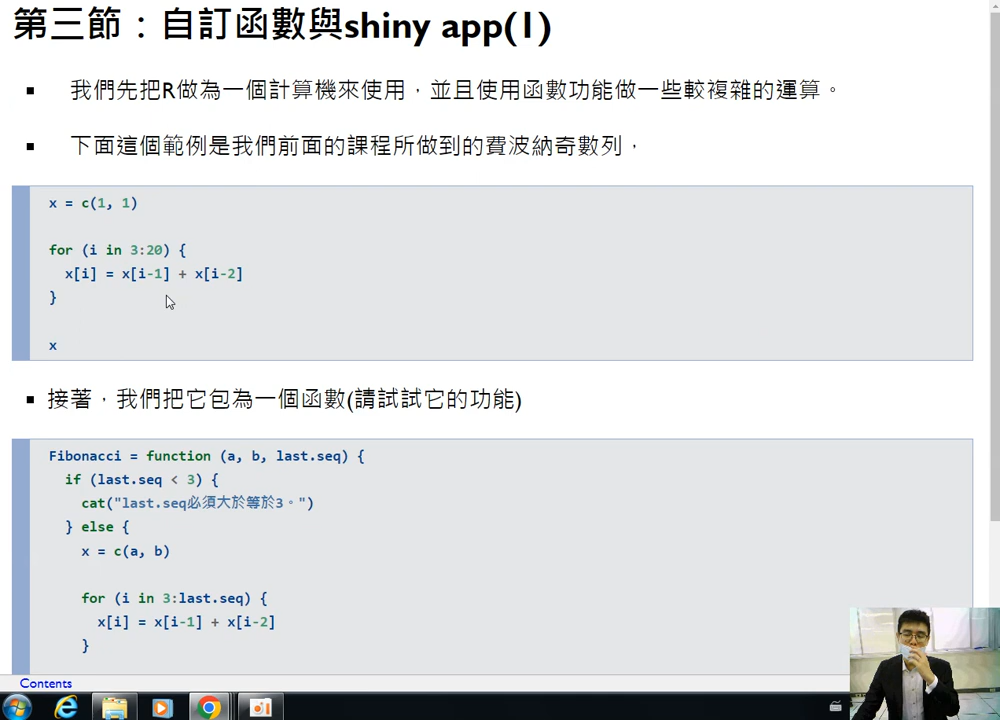 第三節：自訂函數與shiny app(1)
我們先把R做為一個計算機來使用，並且使用函數功能做一些較複雜的運算。
下面這個範例是我們前面的課程所做到的費波納奇數列，
x = c(1, 1)
for (i in 3:20) {
  x[i] = x[i-1] + x[i-2]
}
x
接著，我們把它包為一個函數(請試試它的功能)
Fibonacci = function (a, b, last.seq) {
  if (last.seq < 3) {
    cat("last.seq必須大於等於3。")
  } else {
    x = c(a, b)
    for (i in 3:last.seq) {
      x[i] = x[i-1] + x[i-2]
    }
Contents